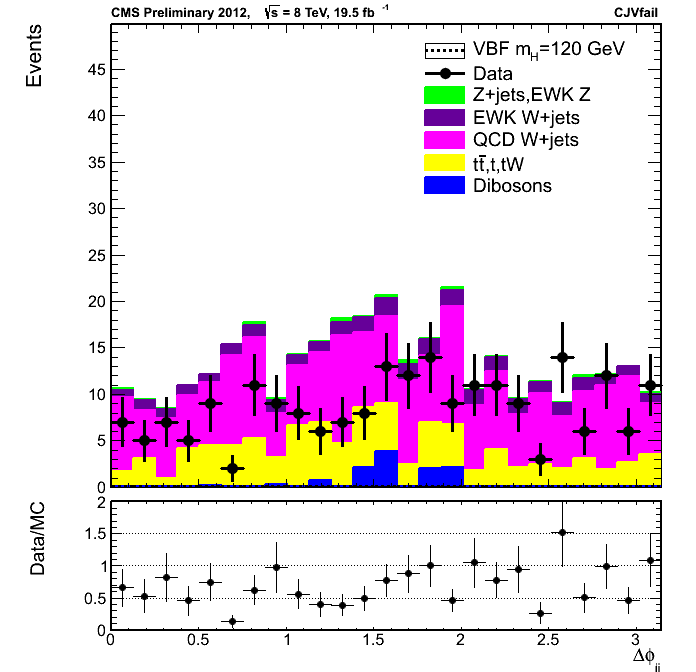 CMS Preliminary 2012, √s = 8 TeV, 19.5 fb⁻¹ CJVfail
Events
VBF m_H=120 GeV
Data
Z+jets,EWK Z
EWK W+jets
QCD W+jets
tt̄,t,tW
Dibosons
45
40
35
30
25
20
15
10
5
0
Data/MC
2
1.5
1
0.5
0
0 0.5 1 1.5 2 2.5 3
Δϕ_jj